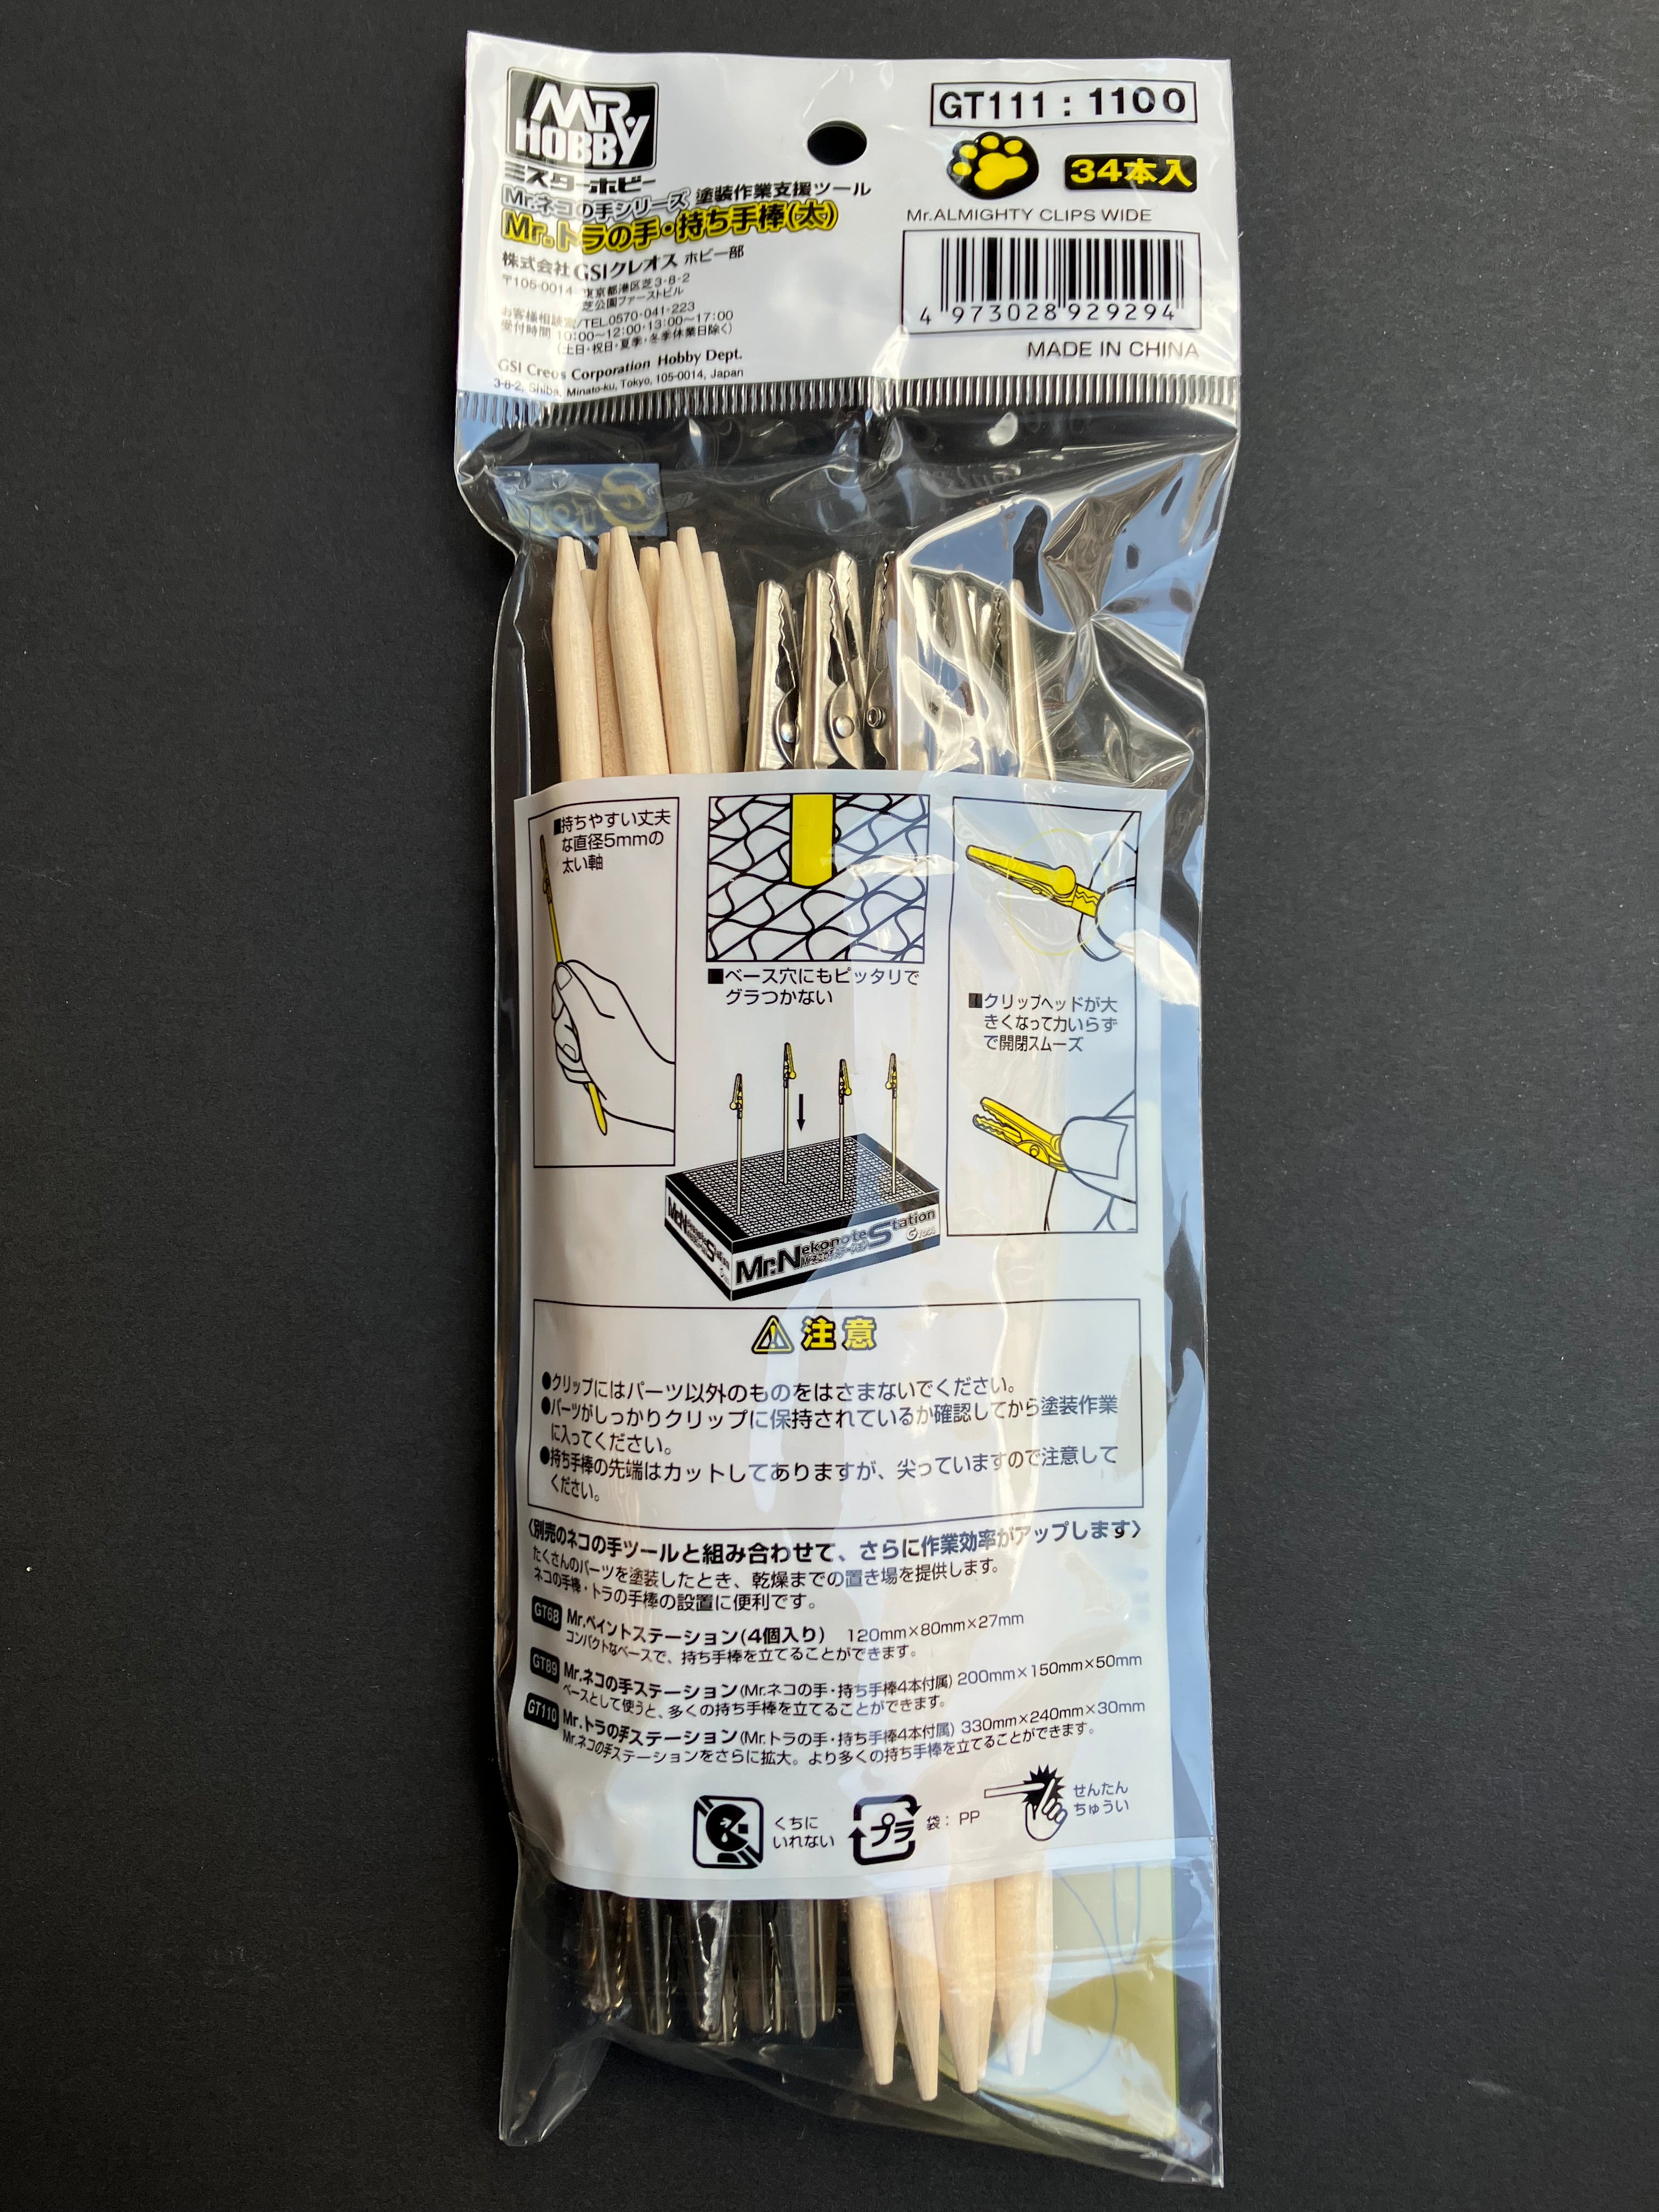 MR HOBBY
ミスターホビー
Mr.ネコの手シリーズ 塗装作業支援ツール
Mr.トラの手・持ち手棒(太)
株式会社GSIクレオス ホビー部
〒105-0014 東京都港区芝3-8-2
芝公園ファーストビル
お客様相談室/TEL.0570-041-223
受付時間 10:00〜12:00・13:00〜17:00
(土日・祝日・夏季・冬季休業日除く)
GSI Creos Corporation Hobby Dept.
3-8-2, Shiba, Minato-ku, Tokyo, 105-0014, Japan
GT111 : 1100
34本入
Mr.ALMIGHTY CLIPS WIDE
4 973028 929294
MADE IN CHINA
■持ちやすい丈夫
な直径5mmの
太い軸
■ベース穴にもピッタリで
グラつかない
■クリップヘッドが大
きくなって力いらず
で開閉スムーズ
Mr.Nekonote Station
⚠注意
●クリップにはパーツ以外のものをはさまないでください。
●パーツがしっかりクリップに保持されているか確認してから塗装作業
に入ってください。
●持ち手棒の先端はカットしてありますが、尖っていますので注意して
ください。
〈別売のネコの手ツールと組み合わせて、さらに作業効率がアップします〉
たくさんのパーツを塗装したとき、乾燥までの置き場を提供します。
ネコの手棒・トラの手棒の設置に便利です。
GT68 Mr.ペイントステーション(4個入り) 120mm×80mm×27mm
コンパクトなベースで、持ち手棒を立てることができます。
GT89 Mr.ネコの手ステーション(Mr.ネコの手・持ち手棒4本付属) 200mm×150mm×50mm
ベースとして使うと、多くの持ち手棒を立てることができます。
GT110 Mr.トラの手ステーション(Mr.トラの手・持ち手棒4本付属) 330mm×240mm×30mm
Mr.ネコの手ステーションをさらに拡大。より多くの持ち手棒を立てることができます。
くちに
いれない
プラ
袋：PP
せんたん
ちゅうい